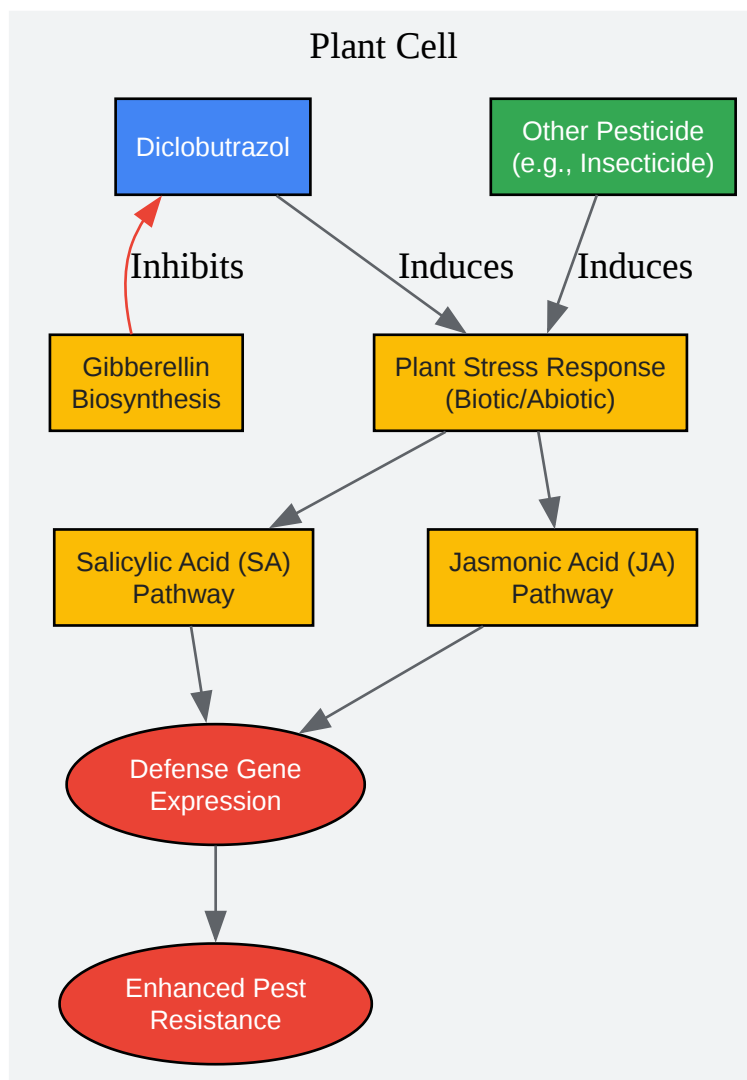 Plant Cell
Diclobutrazol
Other Pesticide
(e.g., Insecticide)
Inhibits
Induces
Induces
Gibberellin
Biosynthesis
Plant Stress Response
(Biotic/Abiotic)
Salicylic Acid (SA)
Pathway
Jasmonic Acid (JA)
Pathway
Defense Gene
Expression
Enhanced Pest
Resistance